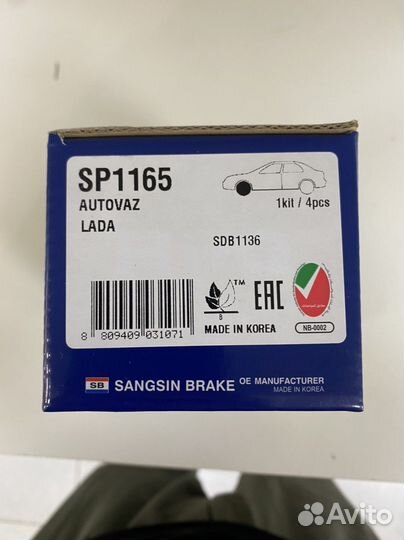 SP1165
AUTOVAZ
LADA
1kit / 4pcs
SDB1136
TM
B
EAC
NB-0002
MADE IN KOREA
8 809409 031071
SB SANGSIN BRAKE OE MANUFACTURER
MADE IN KOREA
Avito